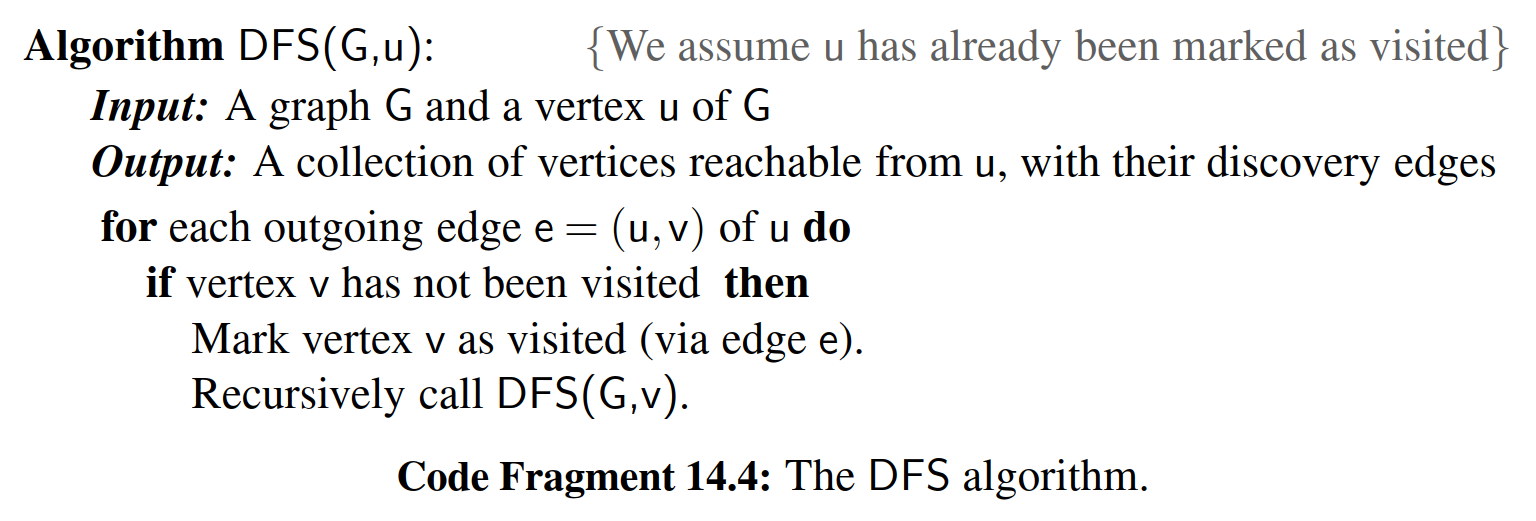 Algorithm DFS(G,u): {We assume u has already been marked as visited}
Input: A graph G and a vertex u of G
Output: A collection of vertices reachable from u, with their discovery edges
for each outgoing edge e = (u,v) of u do
if vertex v has not been visited then
Mark vertex v as visited (via edge e).
Recursively call DFS(G,v).
Code Fragment 14.4: The DFS algorithm.